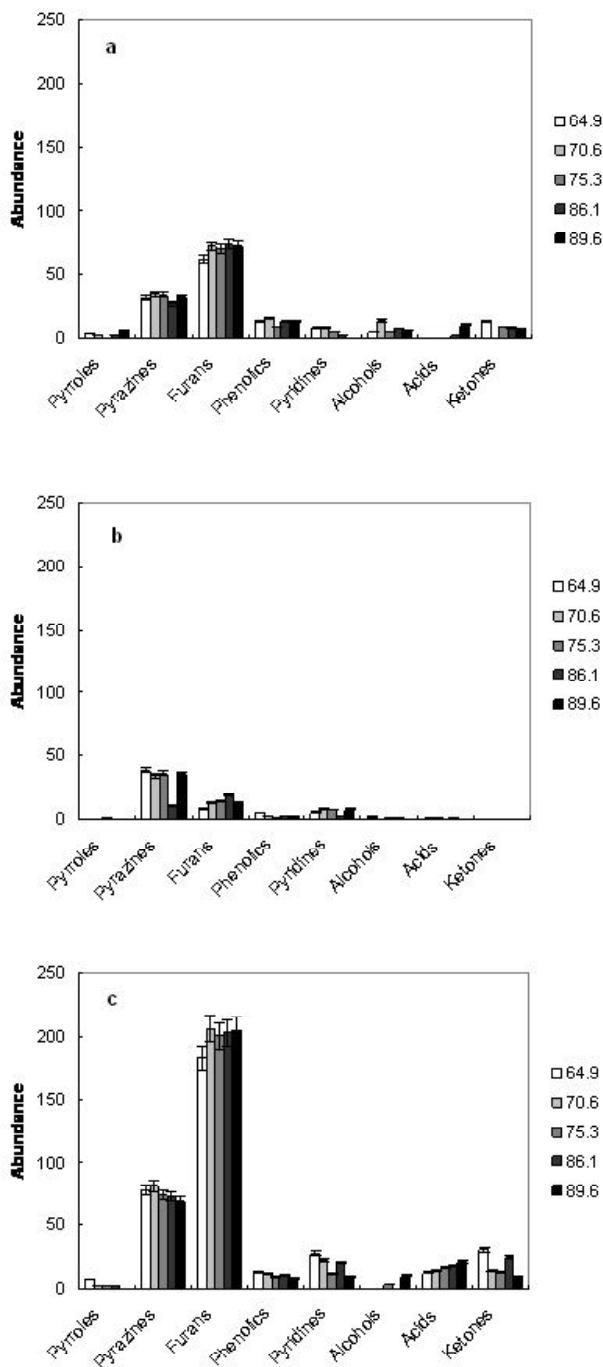 250
200
150
100
50
0
Abundance
a
Pyrroles
Pyrazines
Furans
Phenolics
Pyridines
Alcohols
Acids
Ketones
64.9
70.6
75.3
86.1
89.6
250
200
150
100
50
0
Abundance
b
Pyrroles
Pyrazines
Furans
Phenolics
Pyridines
Alcohols
Acids
Ketones
64.9
70.6
75.3
86.1
89.6
250
200
150
100
50
0
Abundance
c
Pyrroles
Pyrazines
Furans
Phenolics
Pyridines
Alcohols
Acids
Ketones
64.9
70.6
75.3
86.1
89.6